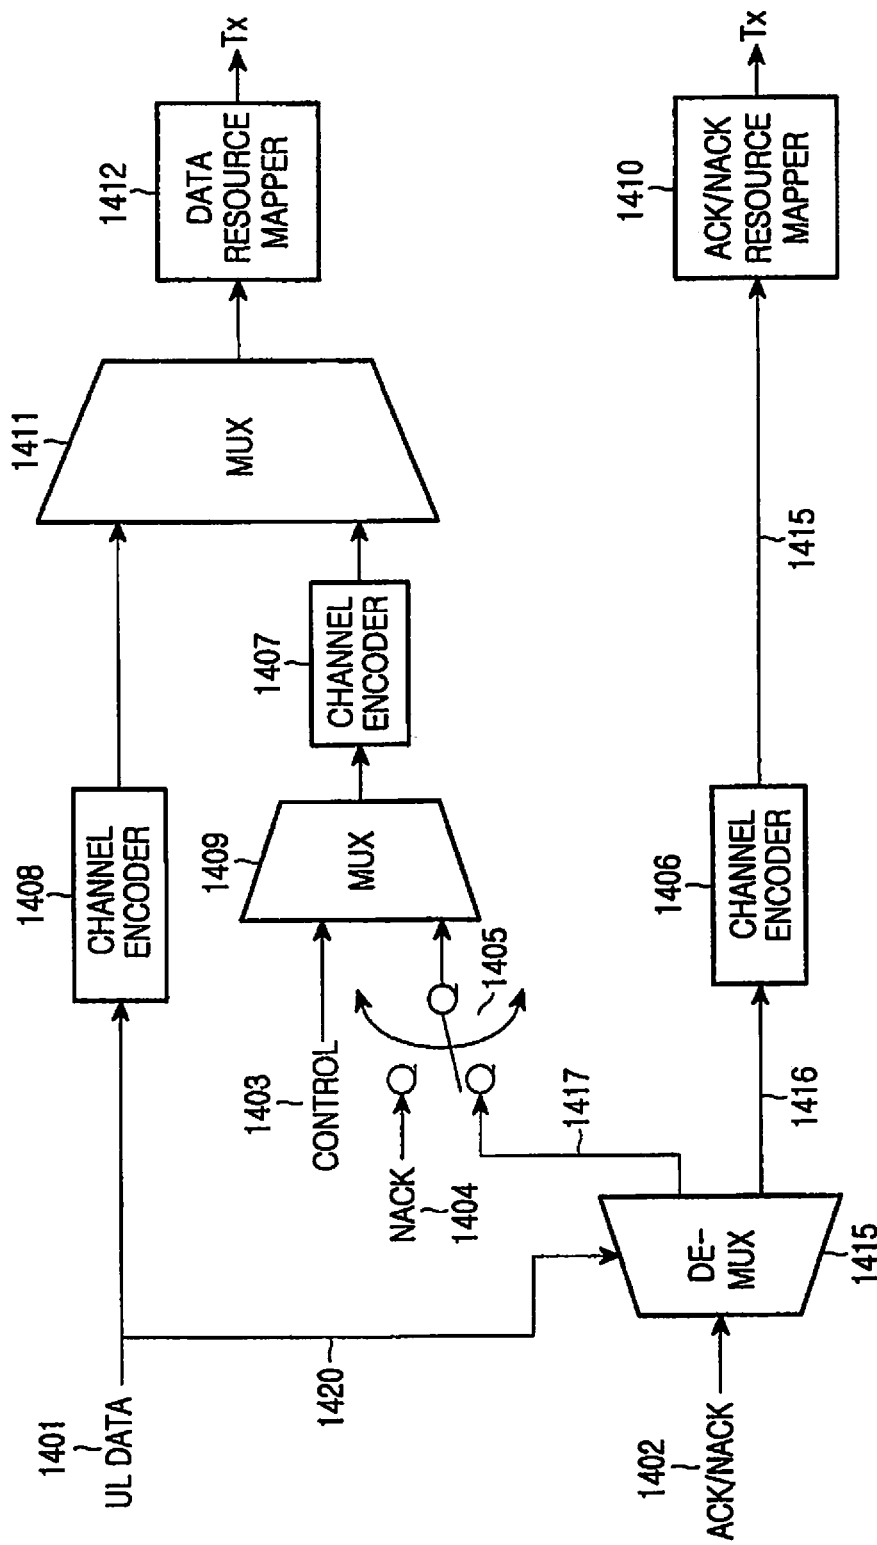 1401
UL DATA
1420
1408
CHANNEL
ENCODER
1411
MUX
1412
DATA
RESOURCE
MAPPER
Tx
1403
CONTROL
NACK
1404
1405
1409
MUX
1407
CHANNEL
ENCODER
1417
1402
ACK/NACK
DE-
MUX
1415
1416
1406
CHANNEL
ENCODER
1415
1410
ACK/NACK
RESOURCE
MAPPER
Tx